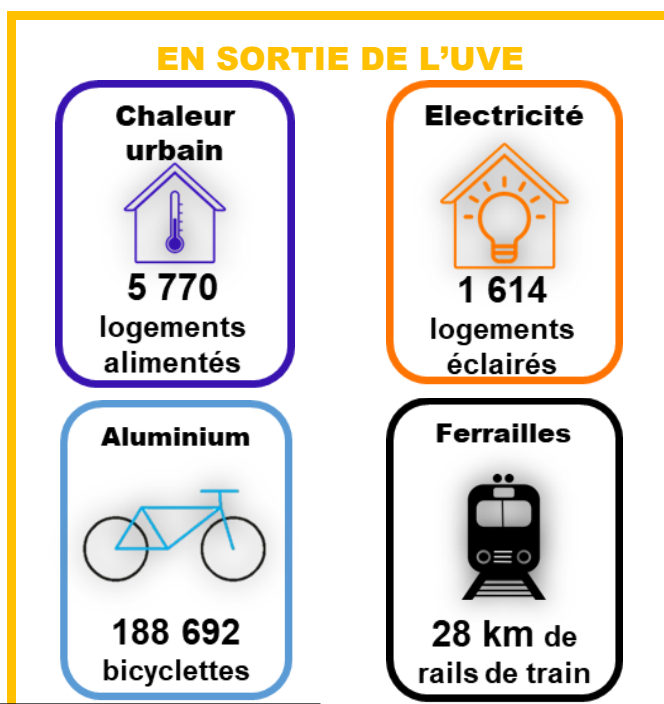 EN SORTIE DE L'UVE
Chaleur
urbain
5 770
logements
alimentés
Electricité
1 614
logements
éclairés
Aluminium
188 692
bicyclettes
Ferrailles
28 km de
rails de train